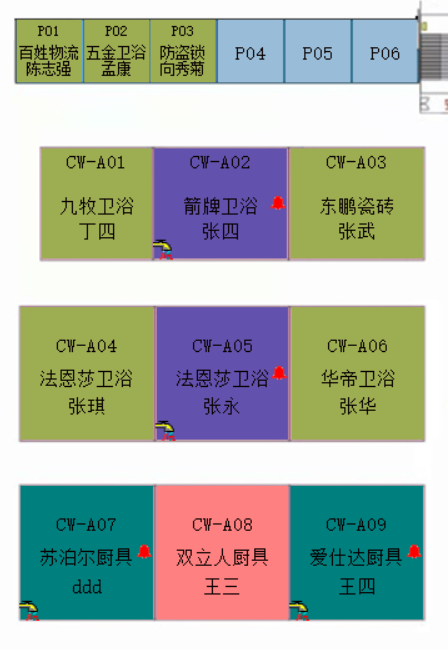 P01 P02 P03 P04 P05 P06
百姓物流 五金卫浴 防盗锁
陈志强 孟康 向秀菊
CW-A01 CW-A02 CW-A03
九牧卫浴 箭牌卫浴 东鹏瓷砖
丁四 张四 张武
CW-A04 CW-A05 CW-A06
法恩莎卫浴 法恩莎卫浴 华帝卫浴
张琪 张永 张华
CW-A07 CW-A08 CW-A09
苏泊尔厨具 双立人厨具 爱仕达厨具
ddd 王三 王四